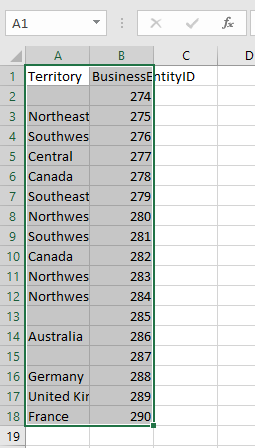 A1
fx
A B C D
1 Territory BusinessEntityID
2 274
3 Northeast 275
4 Southwes 276
5 Central 277
6 Canada 278
7 Southeast 279
8 Northwes 280
9 Southwes 281
10 Canada 282
11 Northwes 283
12 Northwes 284
13 285
14 Australia 286
15 287
16 Germany 288
17 United Kin 289
18 France 290
19